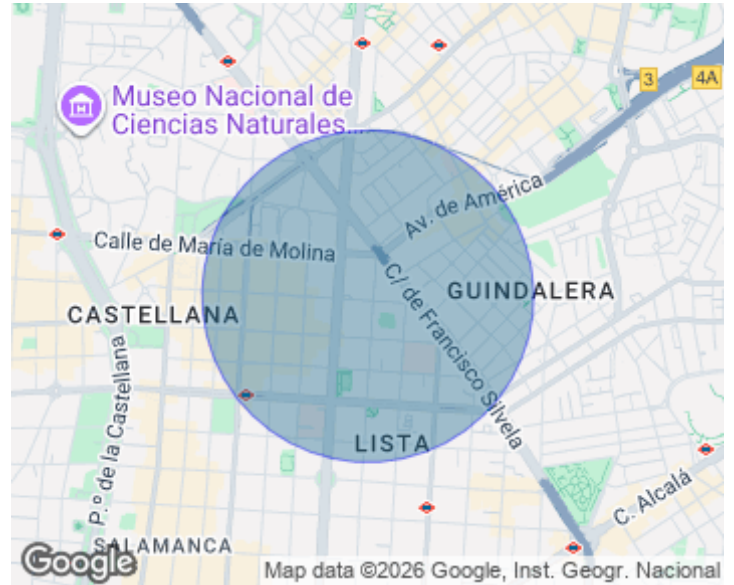 Museo Nacional de
Ciencias Naturales...
3
4A
Av. de América
Calle de María de Molina
C/ de Francisco Silvela
GUINDALERA
CASTELLANA
P.º de la Castellana
LISTA
C. Alcalá
SALAMANCA
Google
Map data ©2026 Google, Inst. Geogr. Nacional